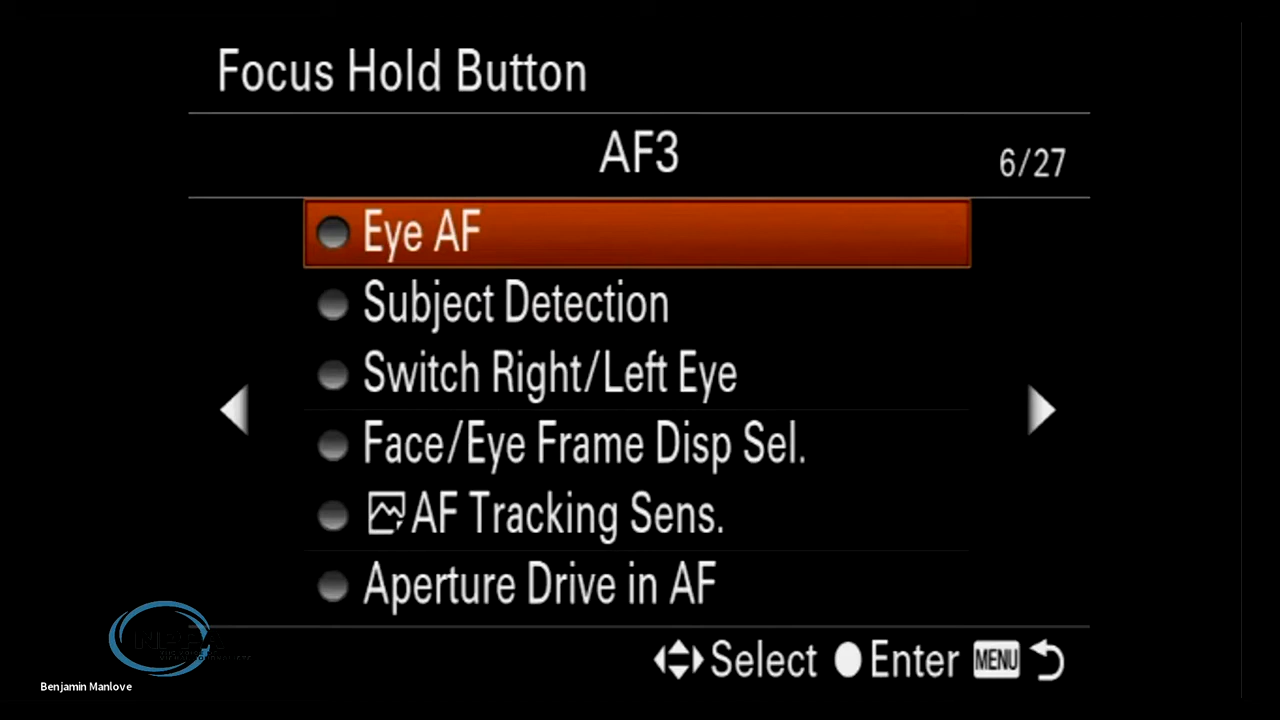 Focus Hold Button
AF3
6/27
Eye AF
Subject Detection
Switch Right/Left Eye
Face/Eye Frame Disp Sel.
AF Tracking Sens.
Aperture Drive in AF
Select Enter MENU
Benjamin Manlove